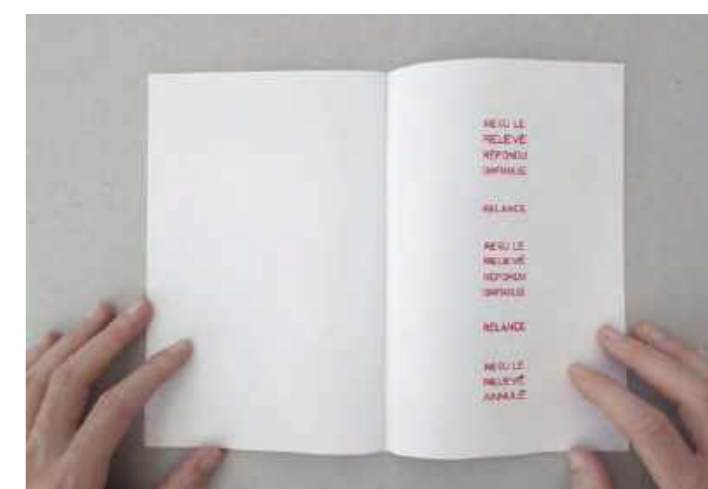 REÇU LE
RELEVÉ
RÉPONDU
RELANCE
REÇU LE
RELEVÉ
RÉPONDU
RELANCE
REÇU LE
RELEVÉ
ANNULÉ